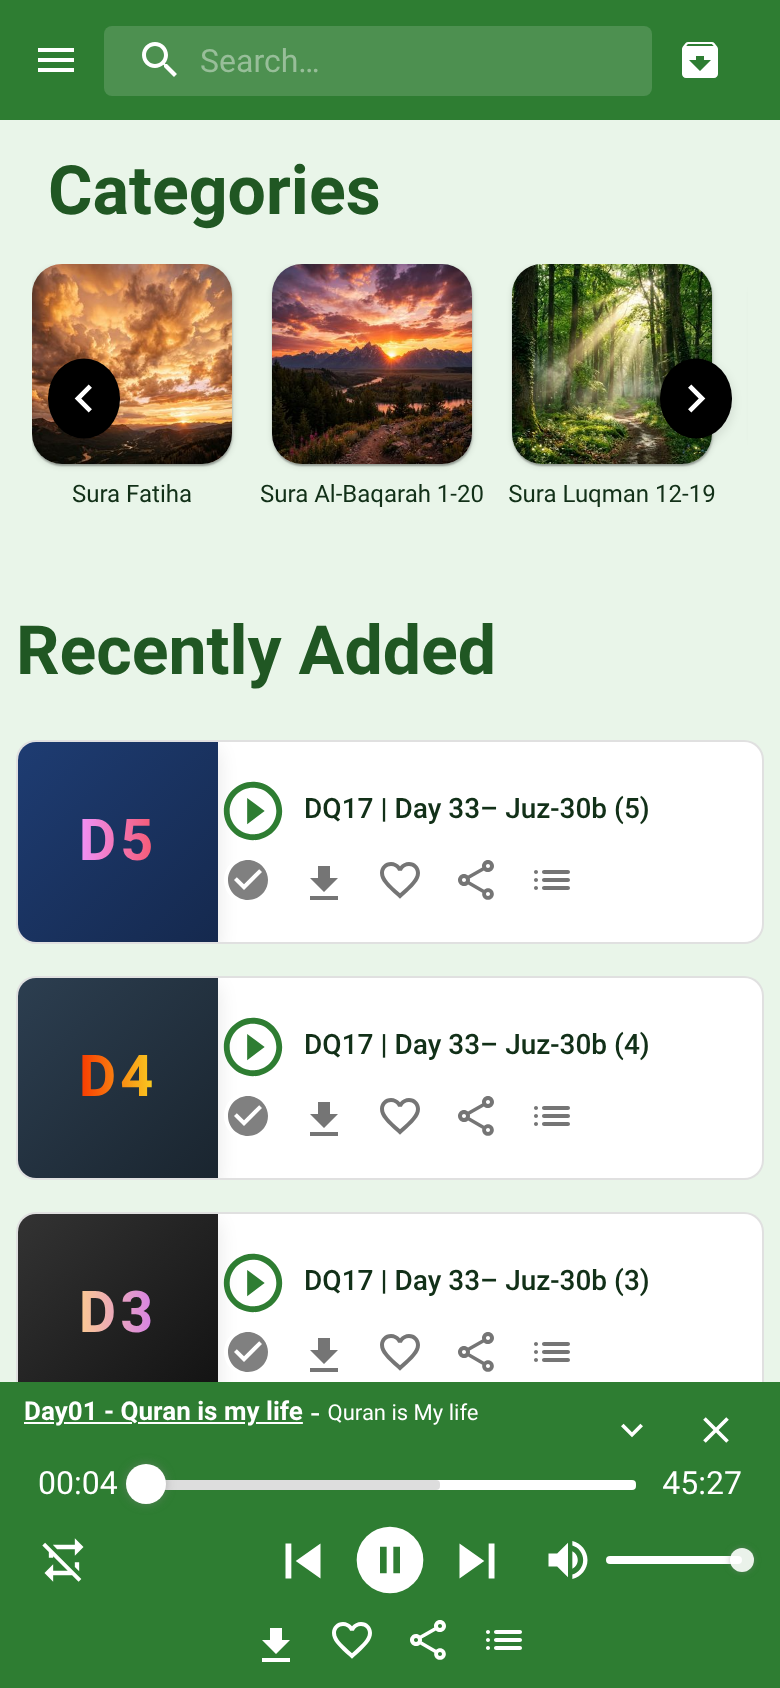 Search...
Categories
Sura Fatiha
Sura Al-Baqarah 1-20
Sura Luqman 12-19
Recently Added
D5
DQ17 | Day 33– Juz-30b (5)
D4
DQ17 | Day 33– Juz-30b (4)
D3
DQ17 | Day 33– Juz-30b (3)
Day01 - Quran is my life - Quran is My life
00:04
45:27